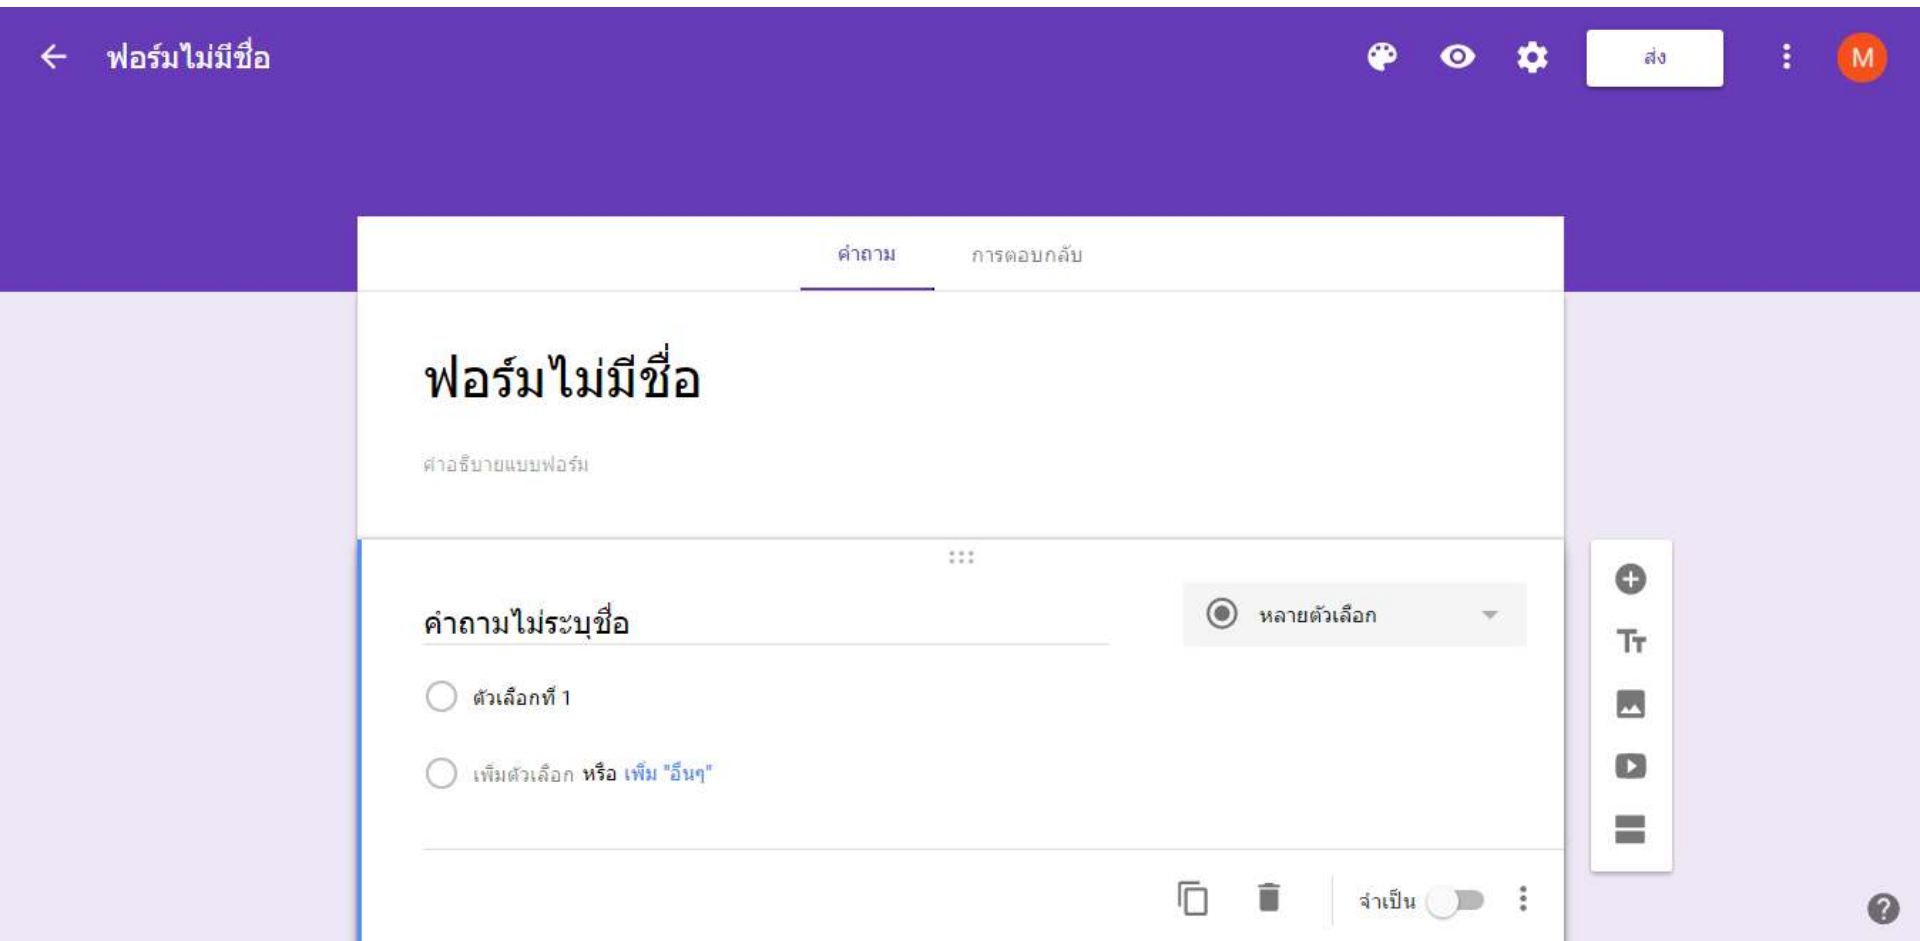 ฟอร์มไม่มีชื่อ
ส่ง
M
คำถาม การตอบกลับ
ฟอร์มไม่มีชื่อ
คำอธิบายแบบฟอร์ม
คำถามไม่ระบุชื่อ
หลายตัวเลือก
Tт
ตัวเลือกที่ 1
เพิ่มตัวเลือก หรือ เพิ่ม "อื่นๆ"
จำเป็น